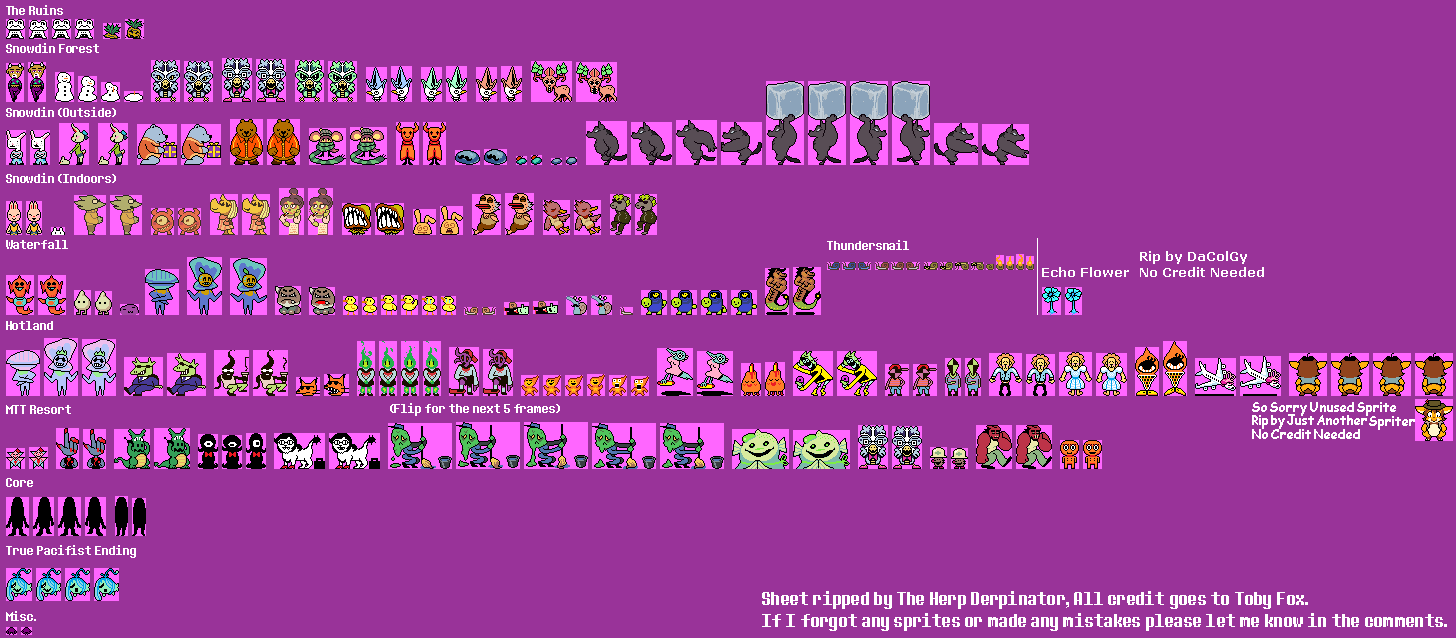 The Ruins
Snowdin Forest
Snowdin (Outside)
Snowdin (Indoors)
Waterfall
Thundersnail
Echo Flower
Rip by DaColGy
No Credit Needed
Hotland
MTT Resort
(Flip for the next 5 frames)
So Sorry Unused Sprite
Rip by Just Another Spriter
No Credit Needed
Core
True Pacifist Ending
Misc.
Sheet ripped by The Herp Derpinator, All credit goes to Toby Fox.
If I forgot any sprites or made any mistakes please let me know in the comments.